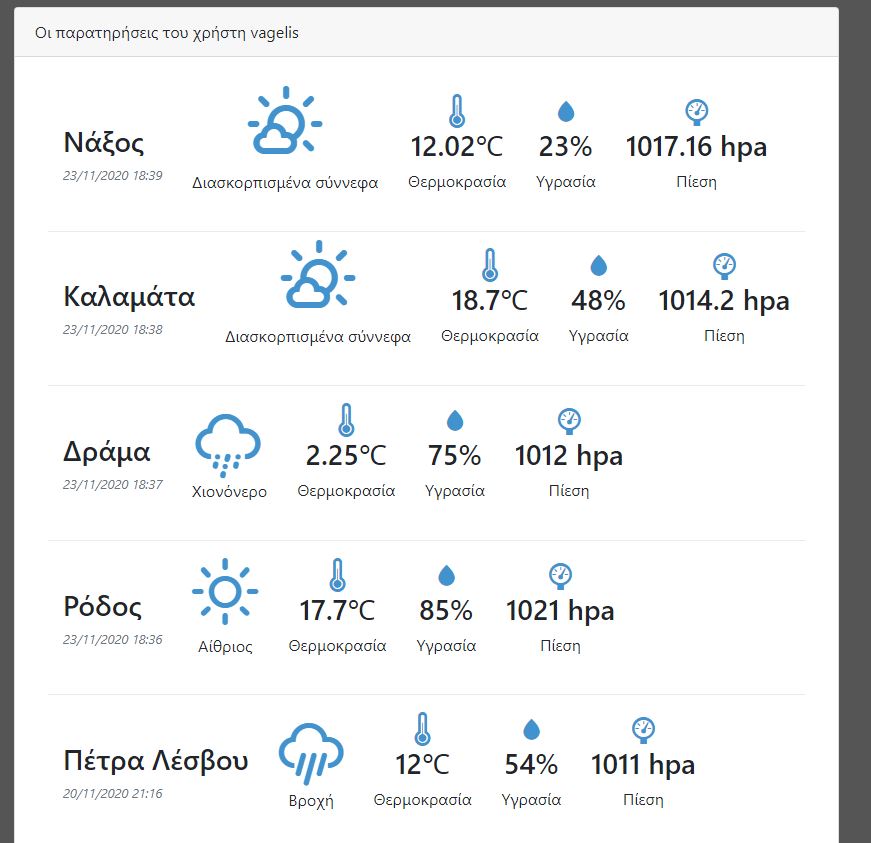 Οι παρατηρήσεις του χρήστη vagelis
Νάξος
23/11/2020 18:39
Διασκορπισμένα σύννεφα
12.02°C
Θερμοκρασία
23%
Υγρασία
1017.16 hpa
Πίεση
Καλαμάτα
23/11/2020 18:38
Διασκορπισμένα σύννεφα
18.7°C
Θερμοκρασία
48%
Υγρασία
1014.2 hpa
Πίεση
Δράμα
23/11/2020 18:37
Χιονόνερο
2.25°C
Θερμοκρασία
75%
Υγρασία
1012 hpa
Πίεση
Ρόδος
23/11/2020 18:36
Αίθριος
17.7°C
Θερμοκρασία
85%
Υγρασία
1021 hpa
Πίεση
Πέτρα Λέσβου
20/11/2020 21:16
Βροχή
12°C
Θερμοκρασία
54%
Υγρασία
1011 hpa
Πίεση